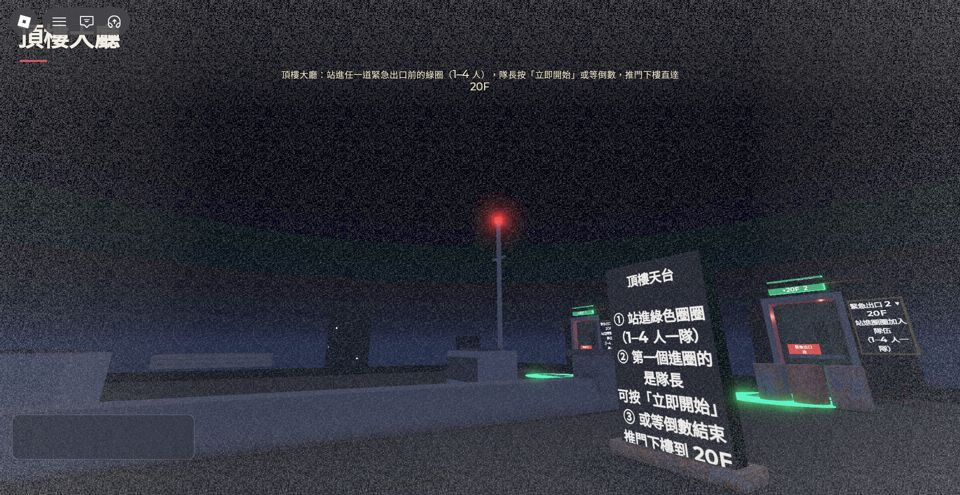 頂樓大廳
頂樓大廳：站進任一道緊急出口前的綠圈（1–4 人），隊長按「立即開始」或等倒數，推門下樓直達
20F
頂樓天台
① 站進綠色圈圈
（1–4 人一隊）
② 第一個進圈的
是隊長
可按「立即開始」
③ 或等倒數結束
推門下樓到 20F
緊急出口 2
20F
站進圈圈加入
隊伍
（1–4 人一
隊）